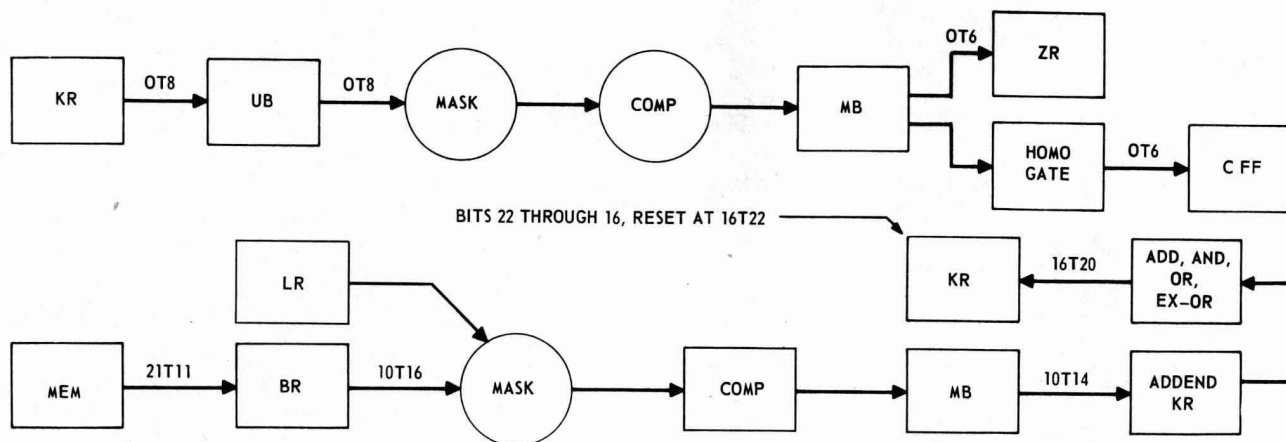 OT6
ZR
KR
OT8
UB
OT8
MASK
COMP
MB
HOMO
GATE
OT6
C FF
BITS 22 THROUGH 16, RESET AT 16T22
LR
KR
16T20
ADD, AND,
OR,
EX-OR
MEM
21T11
BR
10T16
MASK
COMP
MB
10T14
ADDEND
KR